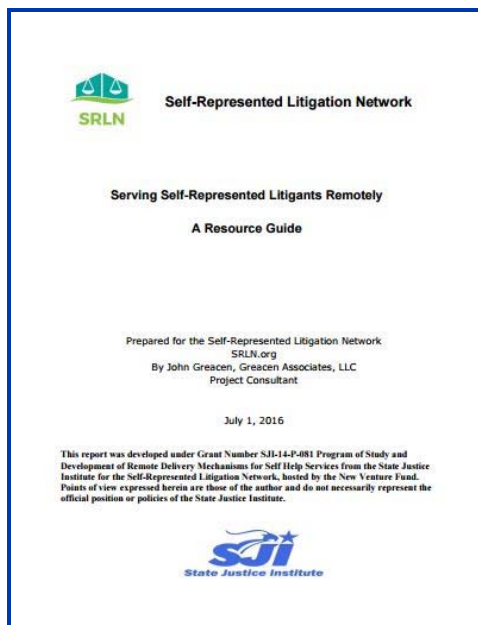 SRLN
Self-Represented Litigation Network
Serving Self-Represented Litigants Remotely
A Resource Guide
Prepared for the Self-Represented Litigation Network
SRLN.org
By John Greacen, Greacen Associates, LLC
Project Consultant
July 1, 2016
This report was developed under Grant Number SJI-14-P-081 Program of Study and
Development of Remote Delivery Mechanisms for Self Help Services from the State Justice
Institute for the Self-Represented Litigation Network, hosted by the New Venture Fund.
Points of view expressed herein are those of the author and do not necessarily represent the
official position or policies of the State Justice Institute.
SJI
State Justice Institute